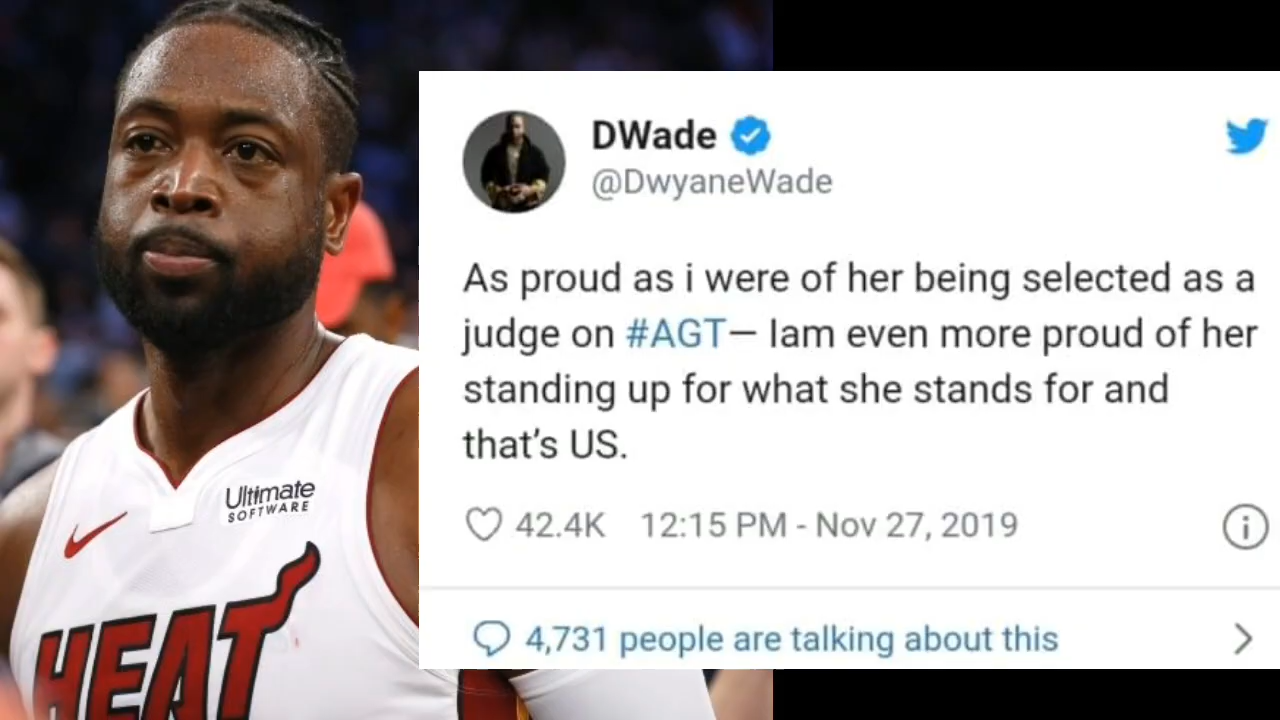 Ultimate
SOFTWARE
HEAT
DWade
@DwyaneWade
As proud as i were of her being selected as a
judge on #AGT— Iam even more proud of her
standing up for what she stands for and
that’s US.
42.4K 12:15 PM - Nov 27, 2019
4,731 people are talking about this